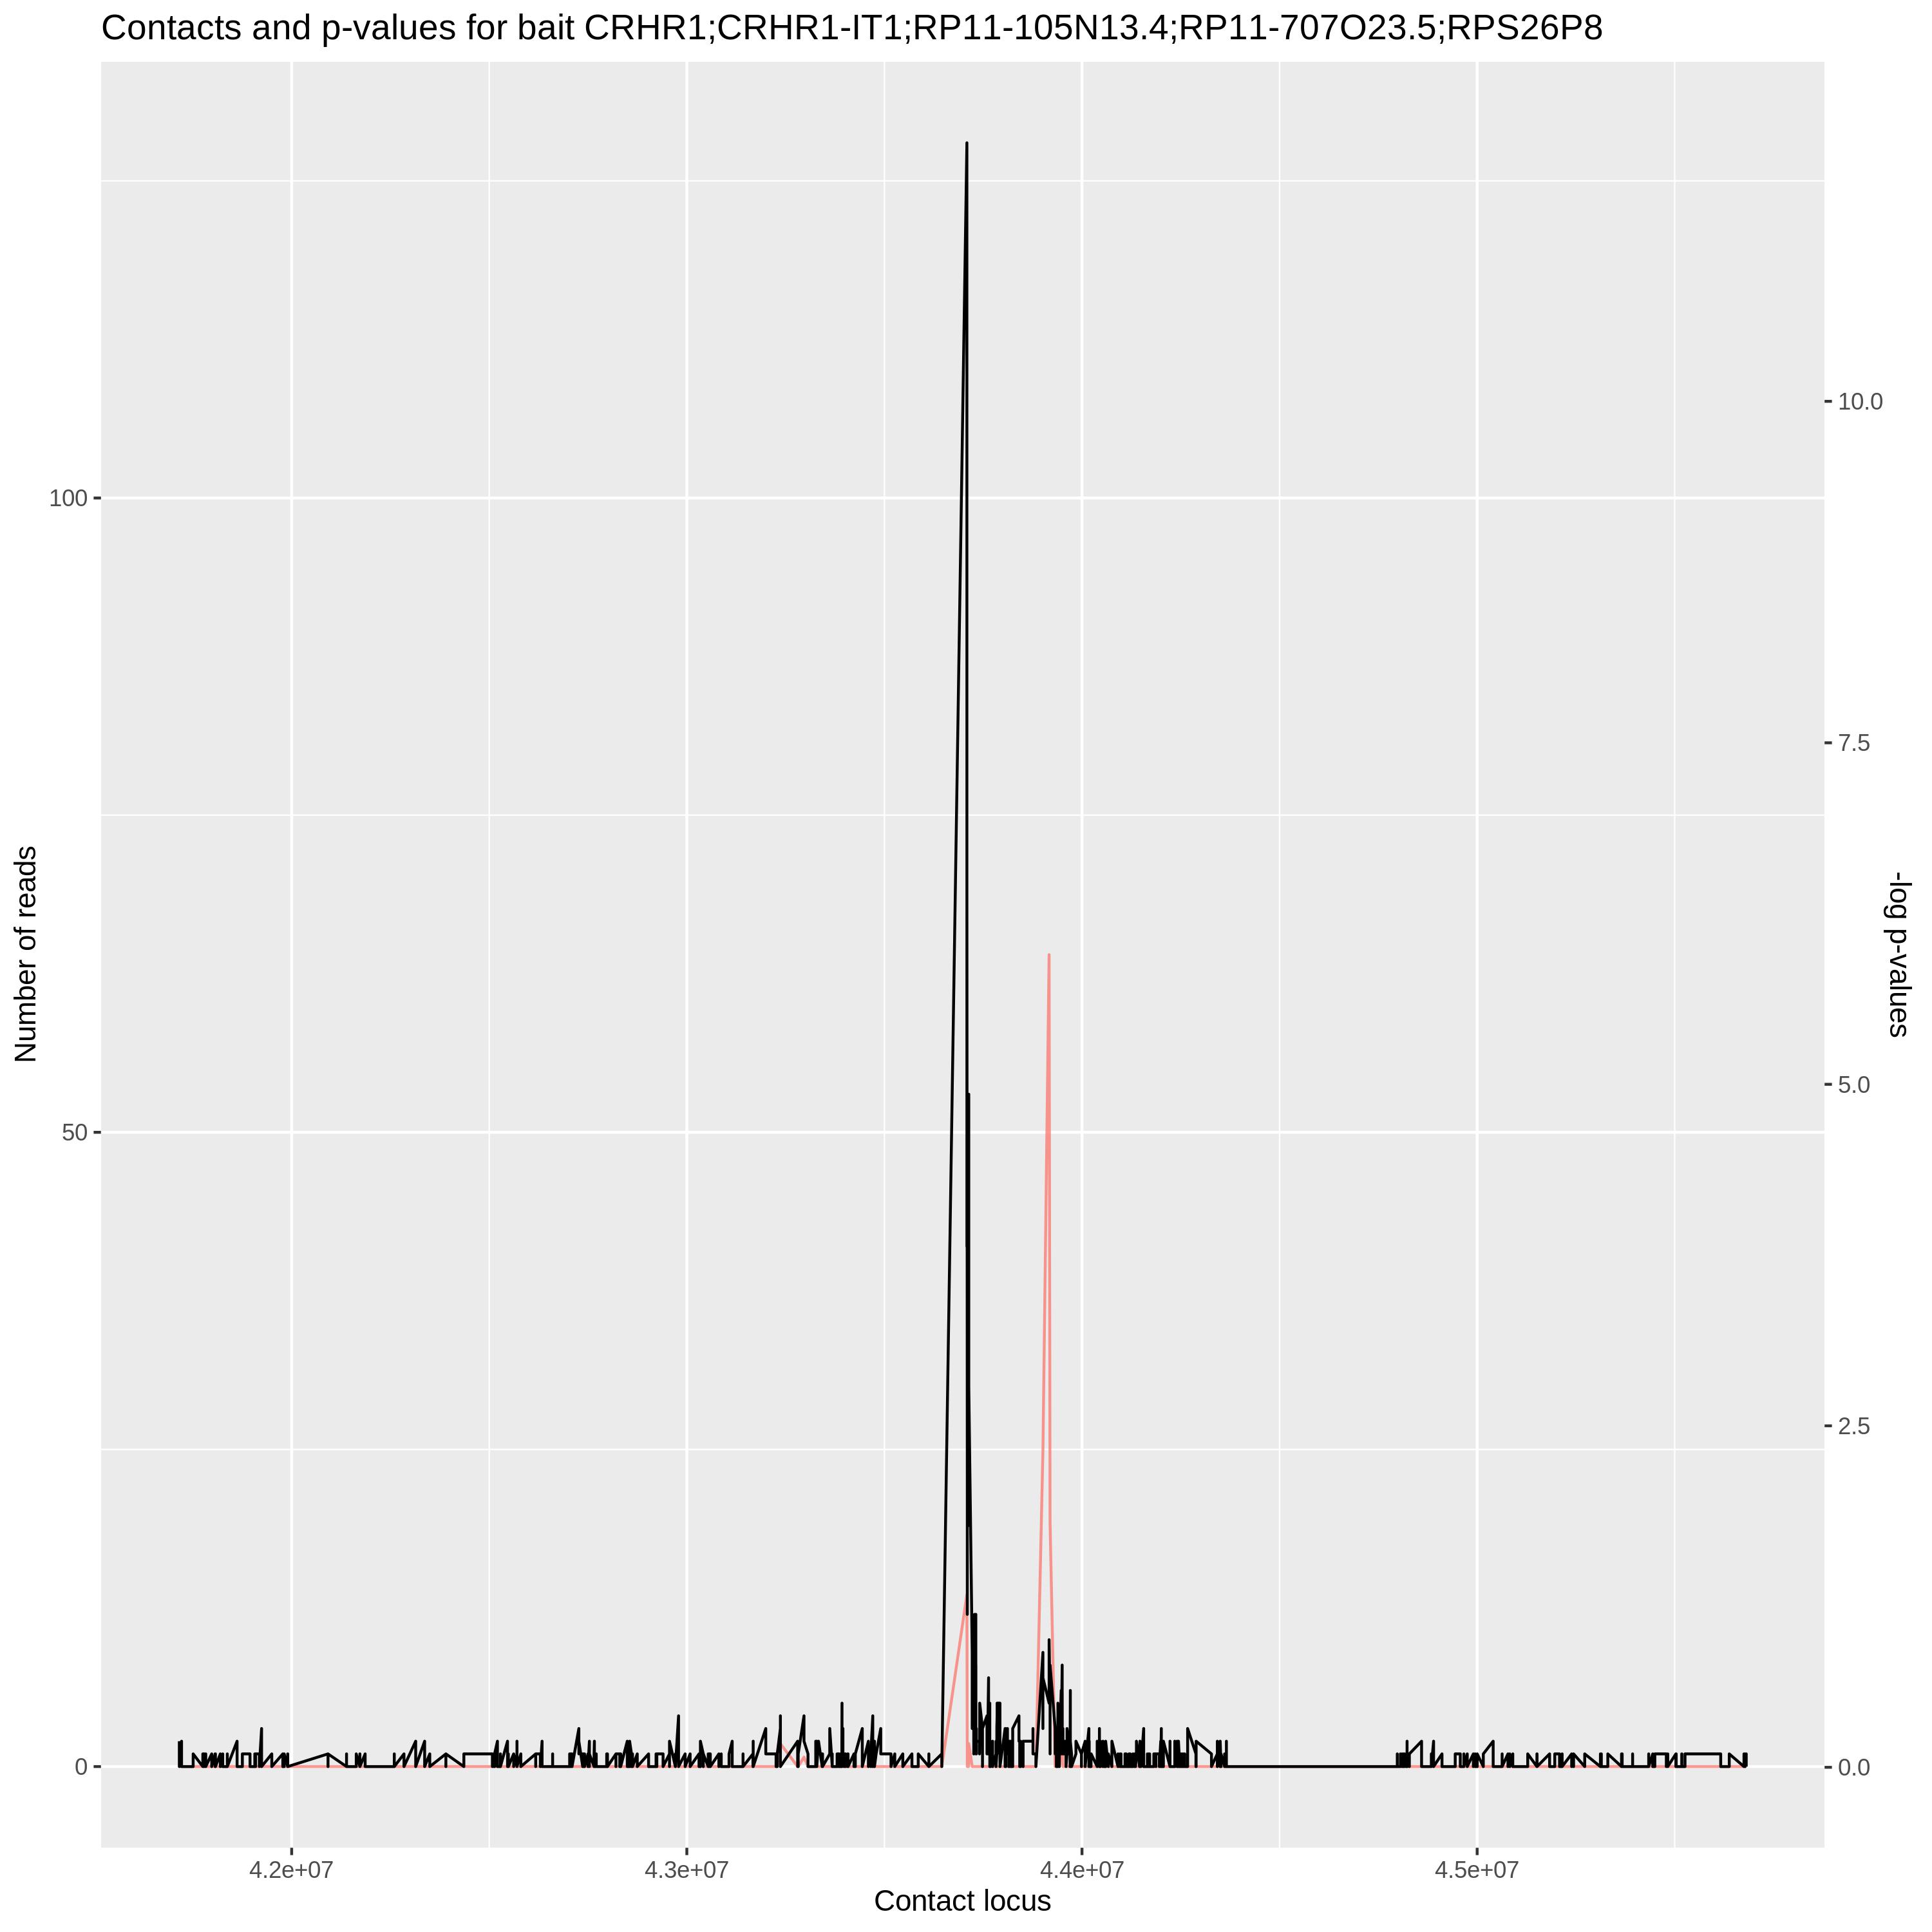 Contacts and p-values for bait CRHR1;CRHR1-IT1;RP11-105N13.4;RP11-707O23.5;RPS26P8
Number of reads
100
50
0
10.0
7.5
5.0
2.5
0.0
-log p-values
4.2e+07
4.3e+07
4.4e+07
4.5e+07
Contact locus